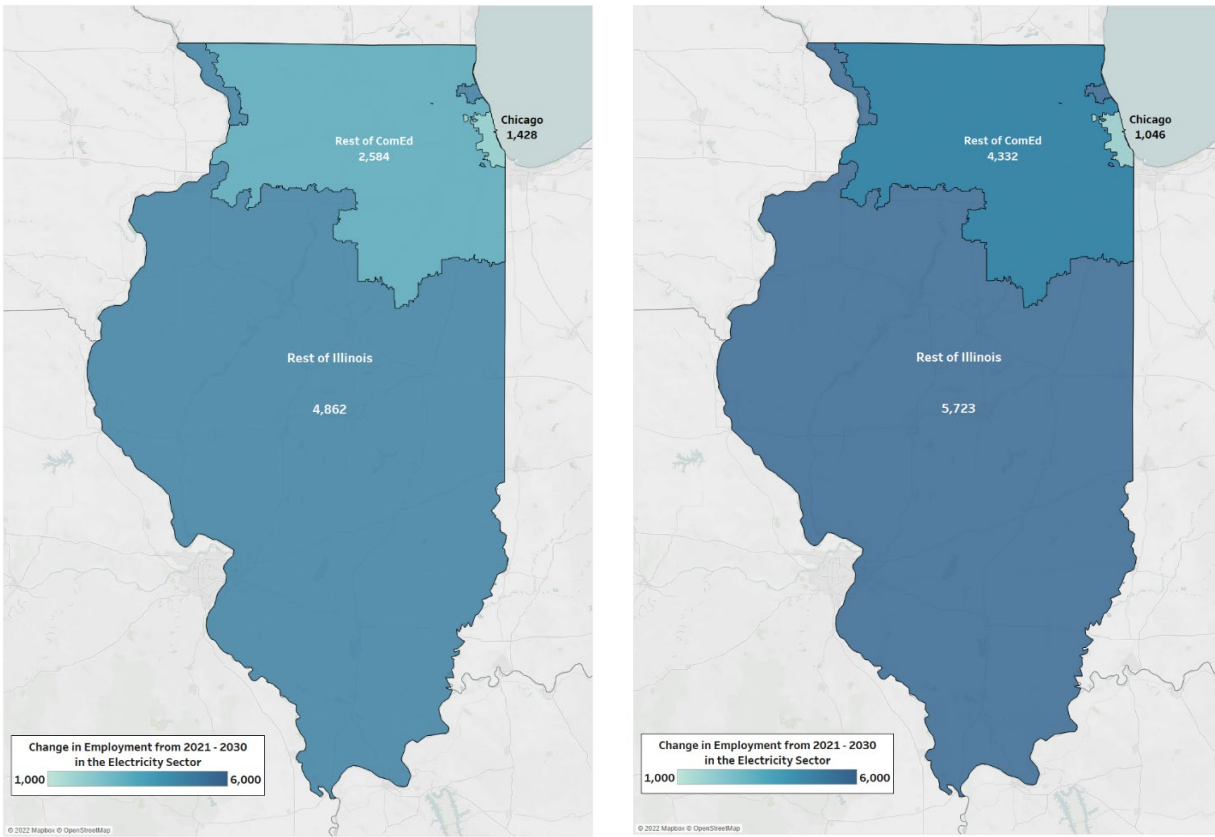 Chicago
1,428
Rest of ComEd
2,584
Rest of Illinois
4,862
Change in Employment from 2021 - 2030
in the Electricity Sector
1,000 6,000
© 2022 Mapbox © OpenStreetMap
Chicago
1,046
Rest of ComEd
4,332
Rest of Illinois
5,723
Change in Employment from 2021 - 2030
in the Electricity Sector
1,000 6,000
© 2022 Mapbox © OpenStreetMap